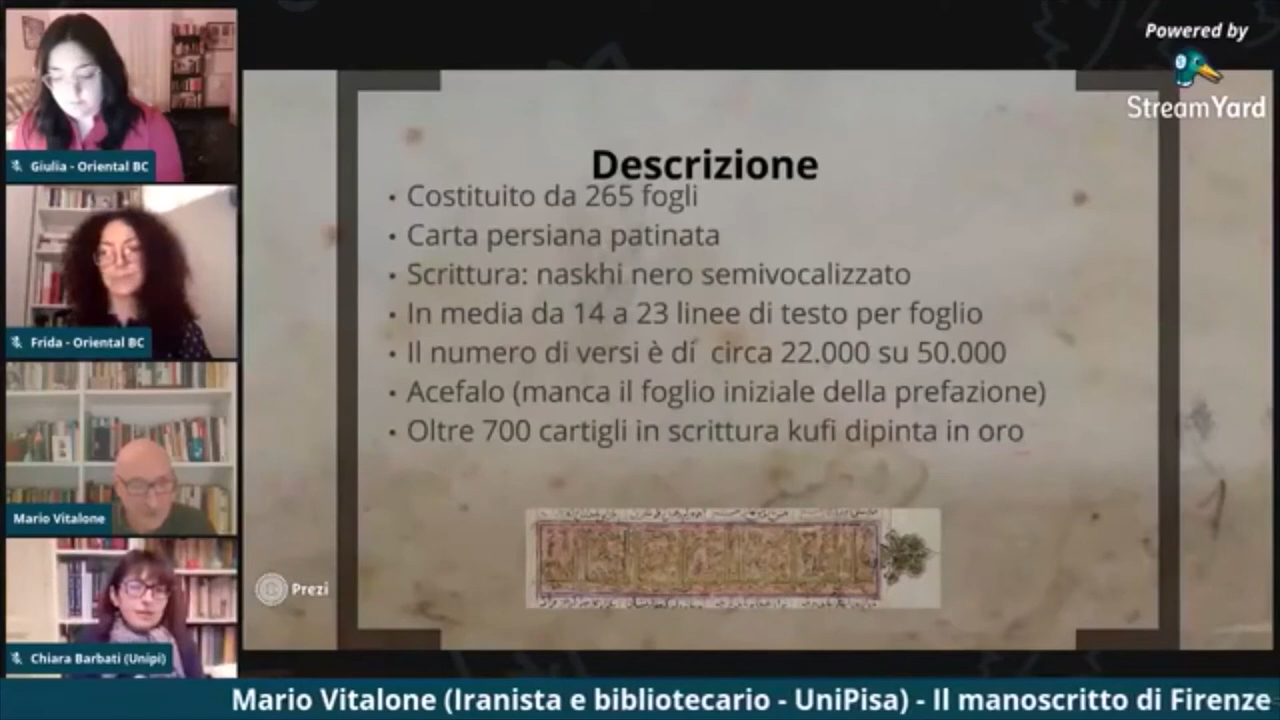 Powered by
StreamYard
Giulia - Oriental BC
Frida - Oriental BC
Mario Vitalone
Chiara Barbati (Unipi)
Descrizione
• Costituito da 265 fogli
• Carta persiana patinata
• Scrittura: naskhi nero semivocalizzato
• In media da 14 a 23 linee di testo per foglio
• Il numero di versi è dí circa 22.000 su 50.000
• Acefalo (manca il foglio iniziale della prefazione)
• Oltre 700 cartigli in scrittura kufi dipinta in oro
Prezi
Mario Vitalone (Iranista e bibliotecario - UniPisa) - Il manoscritto di Firenze